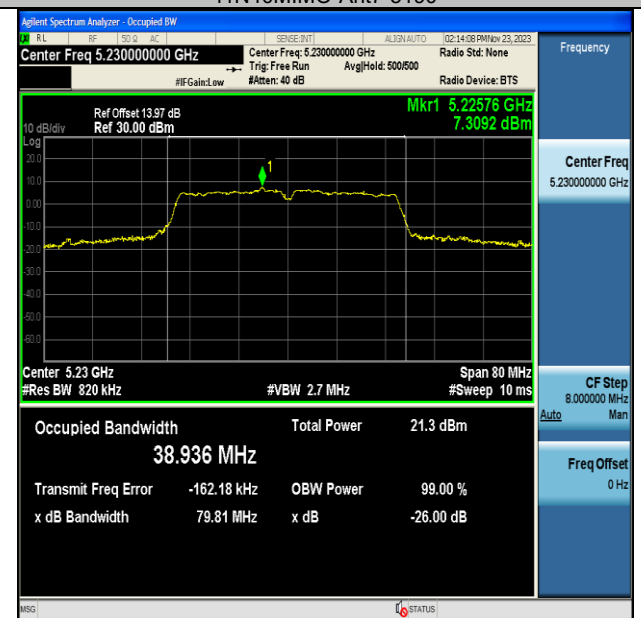 Agilent Spectrum Analyzer - Occupied BW
RL RF 50 Ω AC SENSE:INT ALIGN AUTO 02:14:08 PM Nov 23, 2023
Center Freq 5.230000000 GHz
Center Freq: 5.230000000 GHz
Radio Std: None
Trig: Free Run Avg|Hold: 500/500
#IFGain:Low #Atten: 40 dB Radio Device: BTS
Frequency
Ref Offset 13.97 dB
10 dB/div Ref 30.00 dBm
Mkr1 5.22576 GHz
7.3092 dBm
Log
20.0
10.0
0.00
-10.0
-20.0
-30.0
-40.0
-50.0
-60.0
1
Center 5.23 GHz Span 80 MHz
#Res BW 820 kHz #VBW 2.7 MHz #Sweep 10 ms
Occupied Bandwidth Total Power 21.3 dBm
38.936 MHz
Transmit Freq Error -162.18 kHz OBW Power 99.00 %
x dB Bandwidth 79.81 MHz x dB -26.00 dB
Center Freq
5.230000000 GHz
CF Step
8.000000 MHz
Auto Man
Freq Offset
0 Hz
MSG STATUS